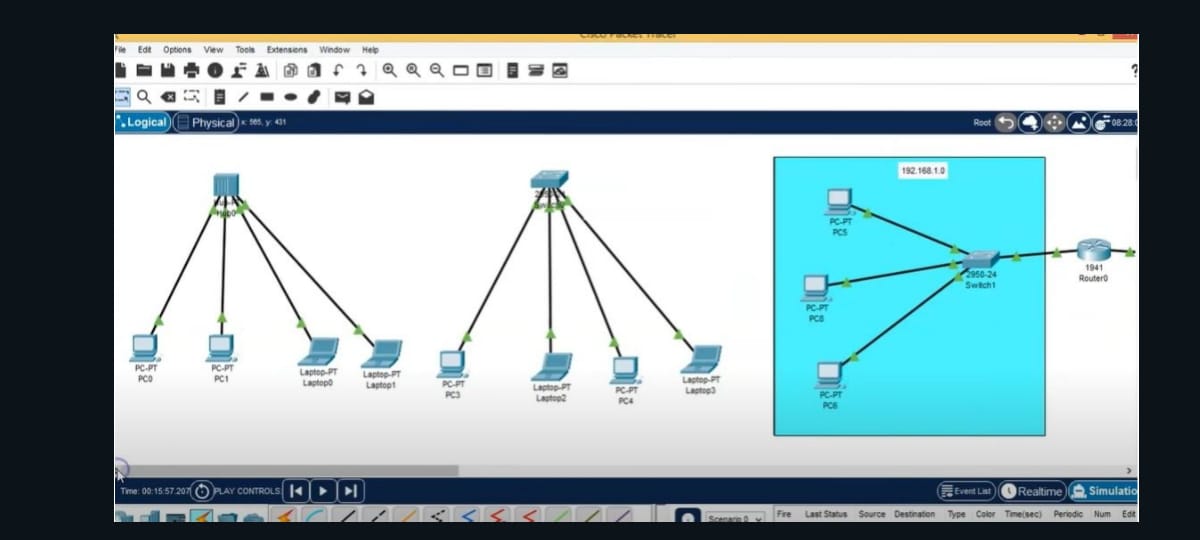 Cisco Packet Tracer
File Edit Options View Tools Extensions Window Help
Logical Physical x: 565, y: 431
Root 08:28:0
192.168.1.0
Hub0
PC-PT
PC0
PC-PT
PC1
Laptop-PT
Laptop0
Laptop-PT
Laptop1
PC-PT
PC3
Laptop-PT
Laptop2
PC-PT
PC4
Laptop-PT
Laptop3
PC-PT
PC5
PC-PT
PC8
PC-PT
PC6
2950-24
Switch1
1941
Router0
Time: 00:15:57.207 PLAY CONTROLS:
Event List Realtime Simulatio
Scenario 0
Fire Last Status Source Destination Type Color Time(sec) Periodic Num Edit